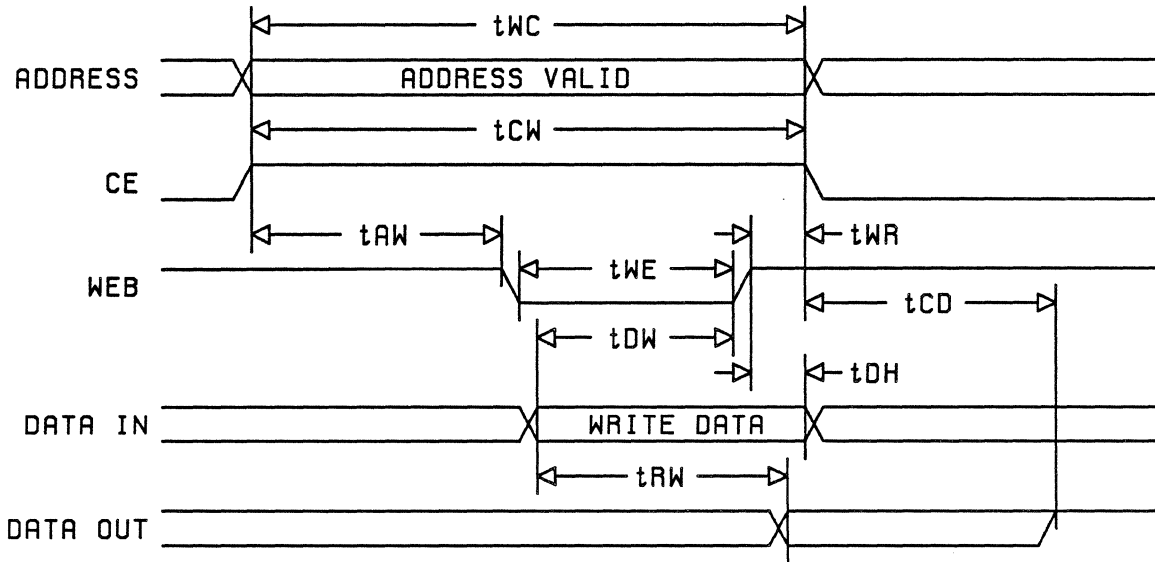 tWC
ADDRESS
ADDRESS VALID
tCW
CE
tAW
tWR
WEB
tWE
tCD
tDW
tDH
DATA IN
WRITE DATA
tRW
DATA OUT